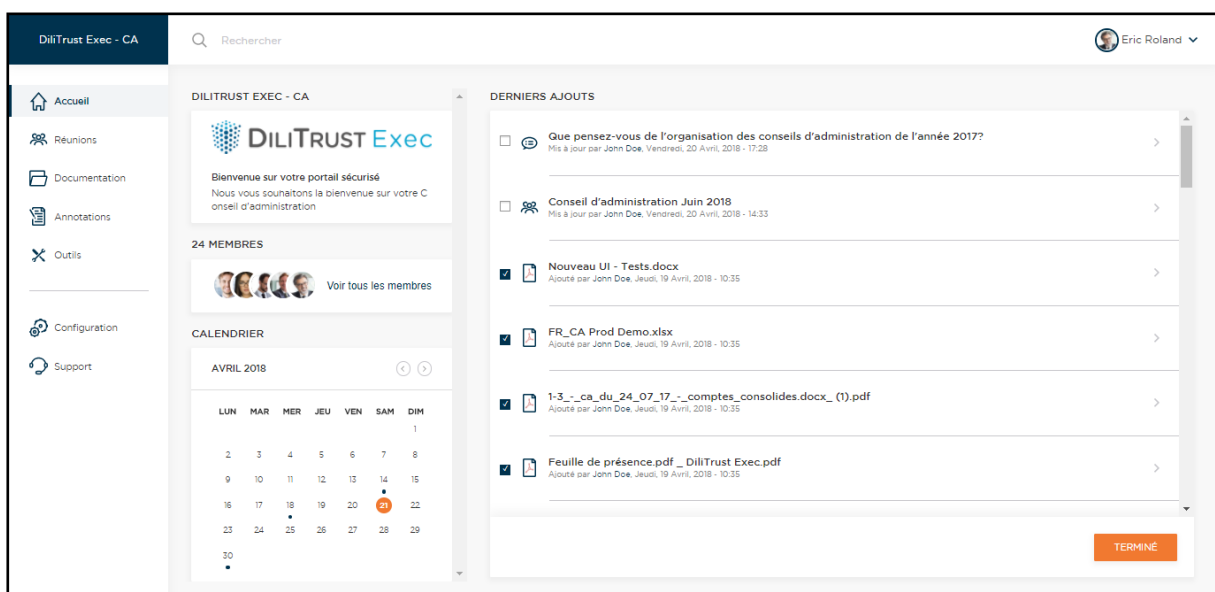 DiliTrust Exec - CA
Rechercher
Eric Roland
Accueil
Réunions
Documentation
Annotations
Outils
Configuration
Support
DILITRUST EXEC - CA
DILITRUST Exec
Bienvenue sur votre portail sécurisé
Nous vous souhaitons la bienvenue sur votre C
onseil d'administration
24 MEMBRES
Voir tous les membres
CALENDRIER
AVRIL 2018
LUN MAR MER JEU VEN SAM DIM
1
2 3 4 5 6 7 8
9 10 11 12 13 14 15
16 17 18 19 20 21 22
23 24 25 26 27 28 29
30
DERNIERS AJOUTS
Que pensez-vous de l'organisation des conseils d'administration de l'année 2017?
Mis à jour par John Doe, Vendredi, 20 Avril, 2018 - 17:28
Conseil d'administration Juin 2018
Mis à jour par John Doe, Vendredi, 20 Avril, 2018 - 14:33
Nouveau UI - Tests.docx
Ajouté par John Doe, Jeudi, 19 Avril, 2018 - 10:35
FR_CA Prod Demo.xlsx
Ajouté par John Doe, Jeudi, 19 Avril, 2018 - 10:35
1-3_-_ca_du_24_07_17_-_comptes_consolides.docx_ (1).pdf
Ajouté par John Doe, Jeudi, 19 Avril, 2018 - 10:35
Feuille de présence.pdf _ DiliTrust Exec.pdf
Ajouté par John Doe, Jeudi, 19 Avril, 2018 - 10:35
TERMINÉ